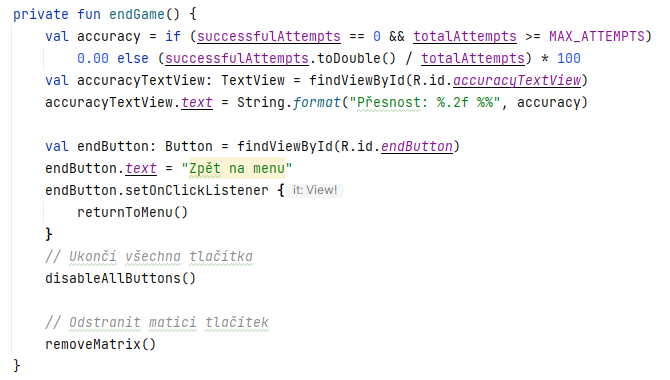 private fun endGame() {
    val accuracy = if (successfulAttempts == 0 && totalAttempts >= MAX_ATTEMPTS)
        0.00 else (successfulAttempts.toDouble() / totalAttempts) * 100
    val accuracyTextView: TextView = findViewById(R.id.accuracyTextView)
    accuracyTextView.text = String.format("Přesnost: %.2f %%", accuracy)

    val endButton: Button = findViewById(R.id.endButton)
    endButton.text = "Zpět na menu"
    endButton.setOnClickListener { it: View!
        returnToMenu()
    }
    // Ukončí všechna tlačítka
    disableAllButtons()

    // Odstranit matici tlačítek
    removeMatrix()
}